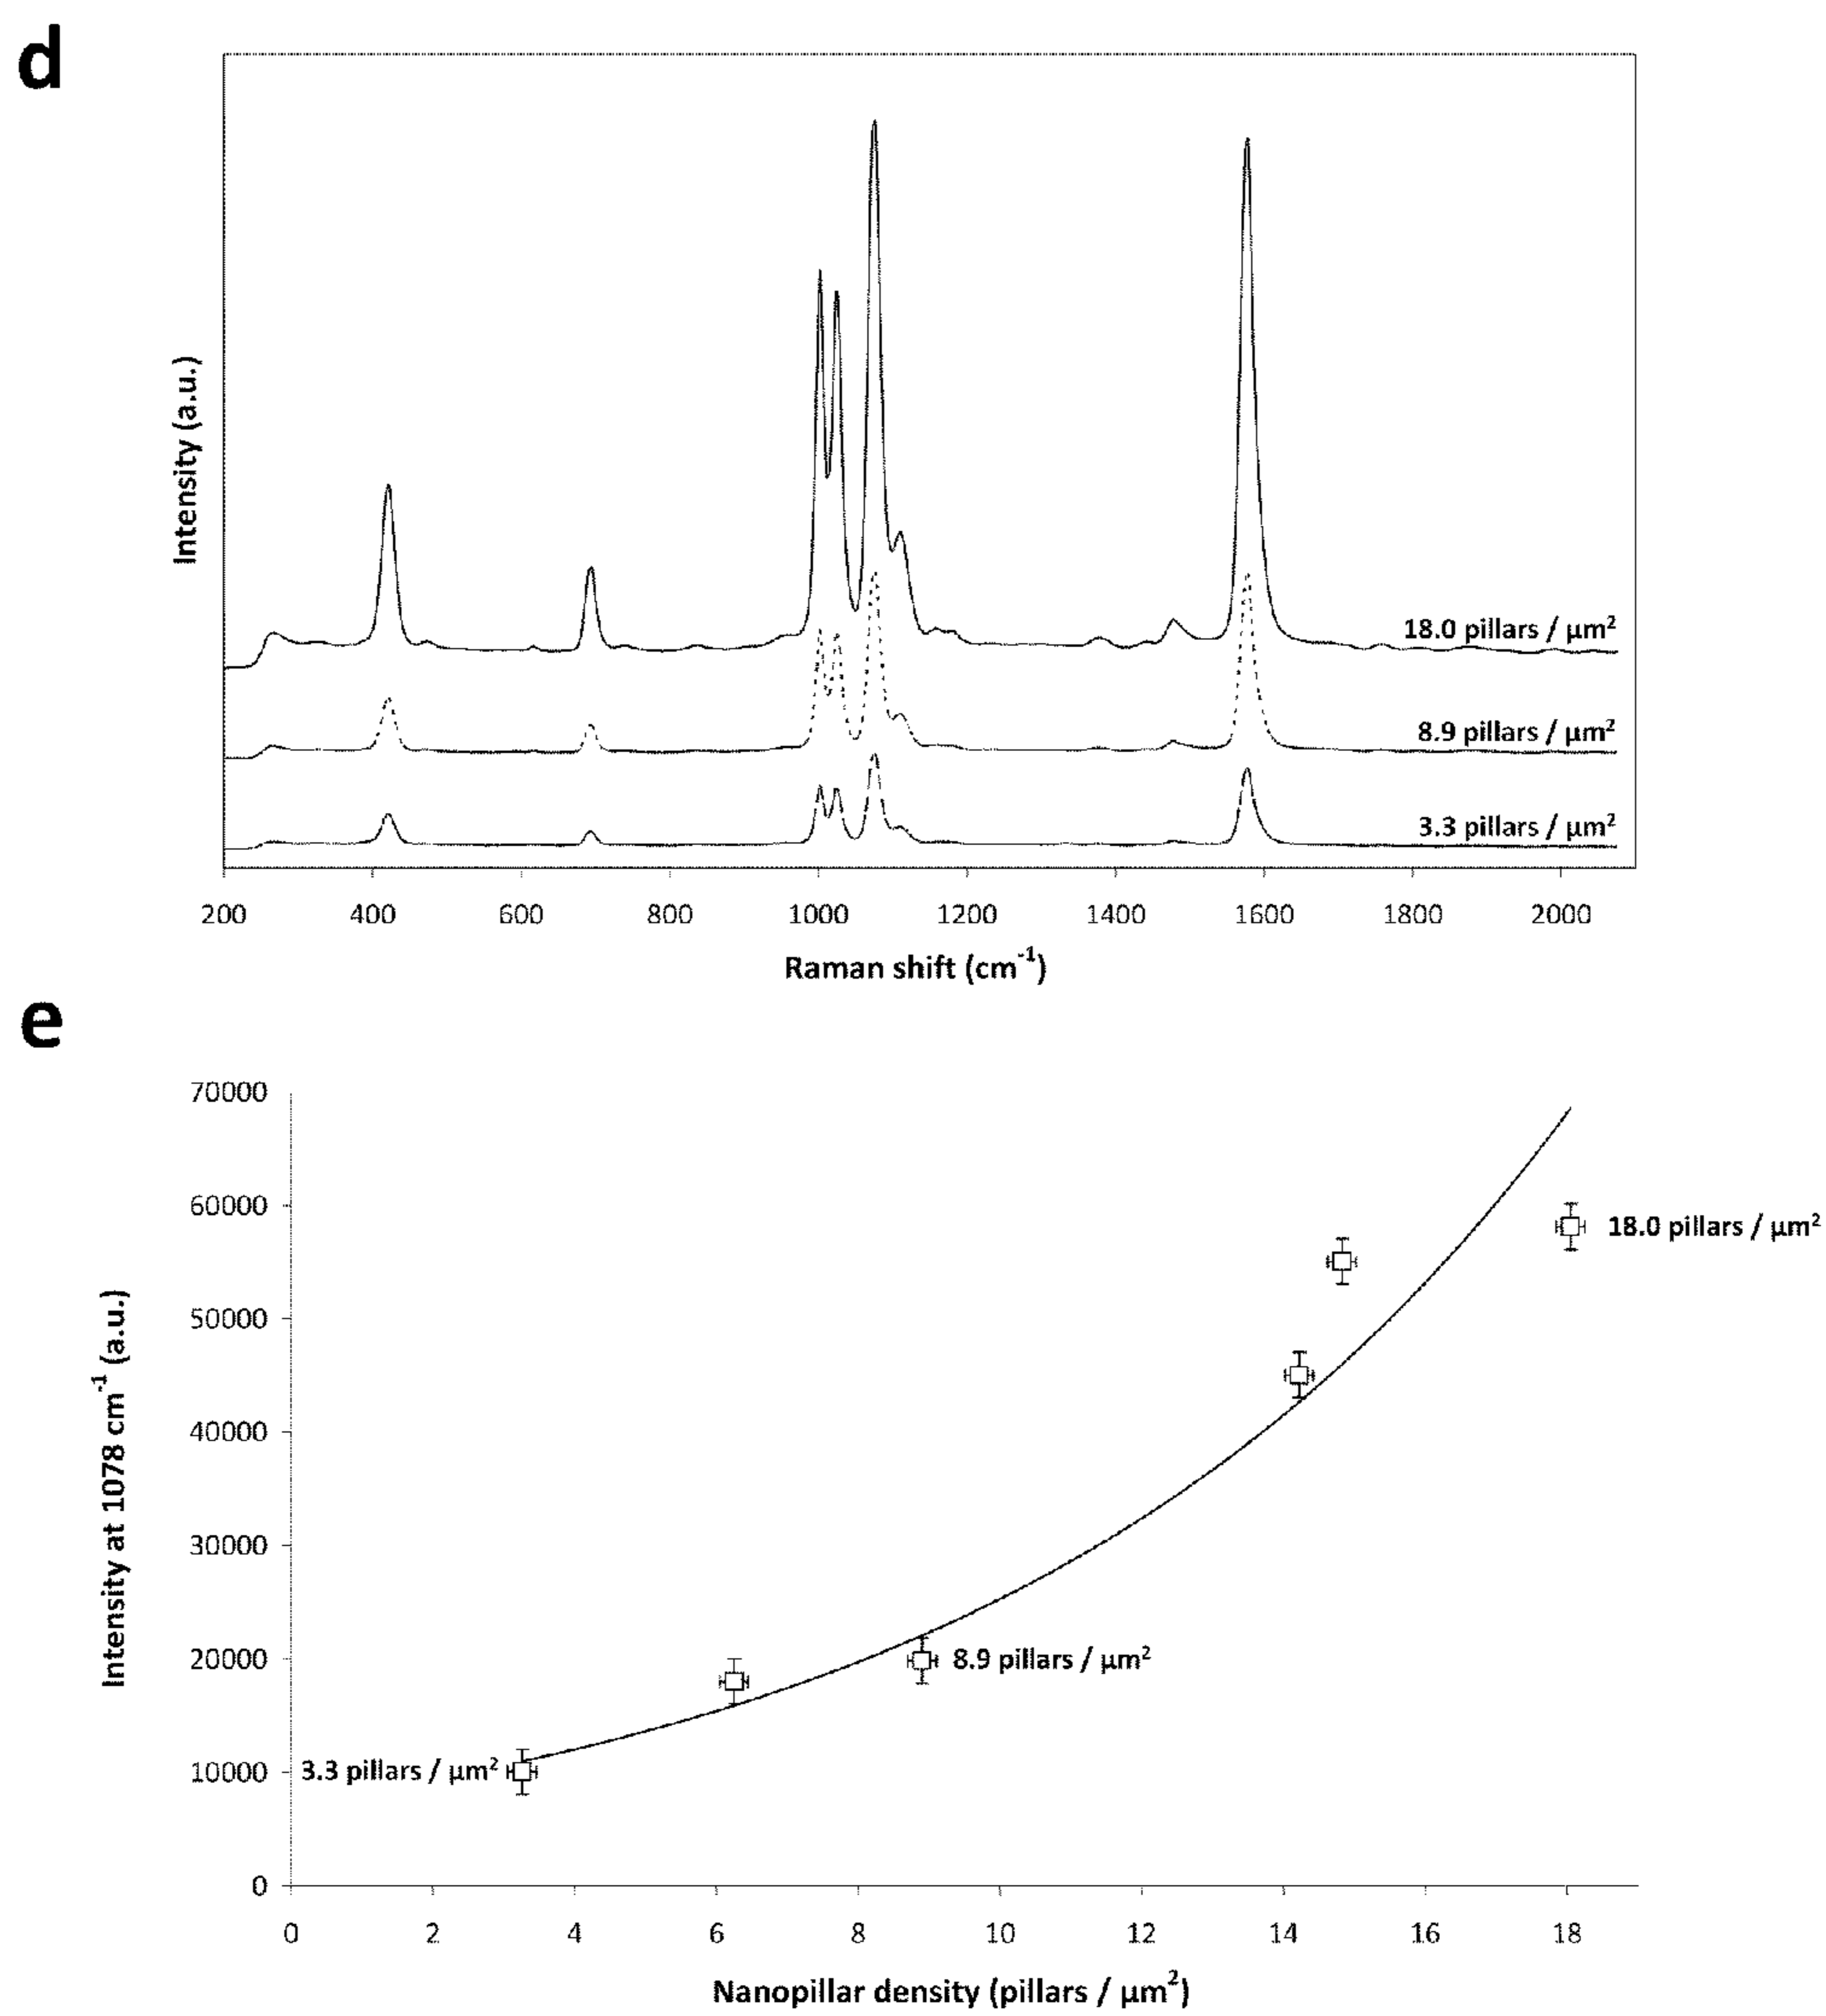 d
Intensity (a.u.)
18.0 pillars / µm²
8.9 pillars / µm²
3.3 pillars / µm²
200 400 600 800 1000 1200 1400 1600 1800 2000
Raman shift (cm⁻¹)
e
Intensity at 1078 cm⁻¹ (a.u.)
70000
60000
18.0 pillars / µm²
50000
40000
30000
20000
8.9 pillars / µm²
10000
3.3 pillars / µm²
0
0 2 4 6 8 10 12 14 16 18
Nanopillar density (pillars / µm²)